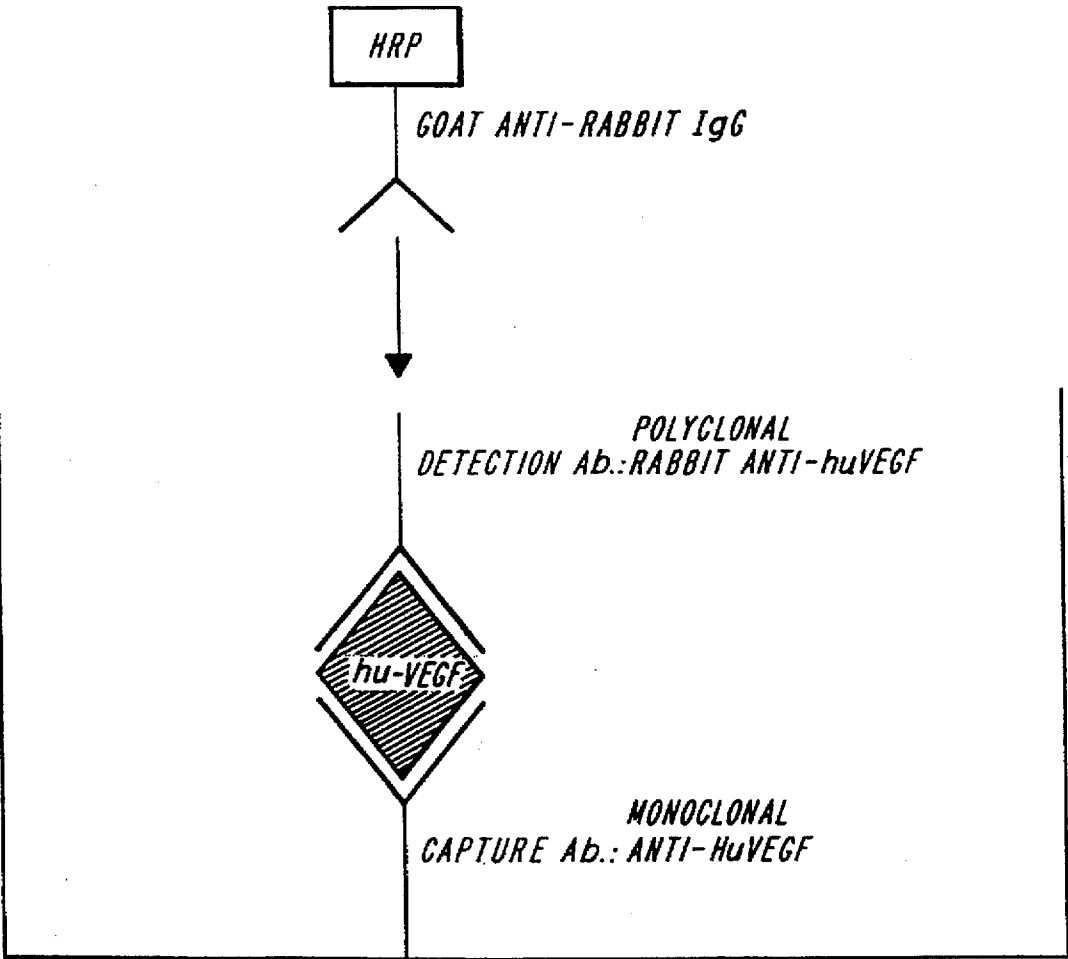 HRP
GOAT ANTI-RABBIT IgG
POLYCLONAL
DETECTION Ab.:RABBIT ANTI-huVEGF
hu-VEGF
MONOCLONAL
CAPTURE Ab.: ANTI-HuVEGF